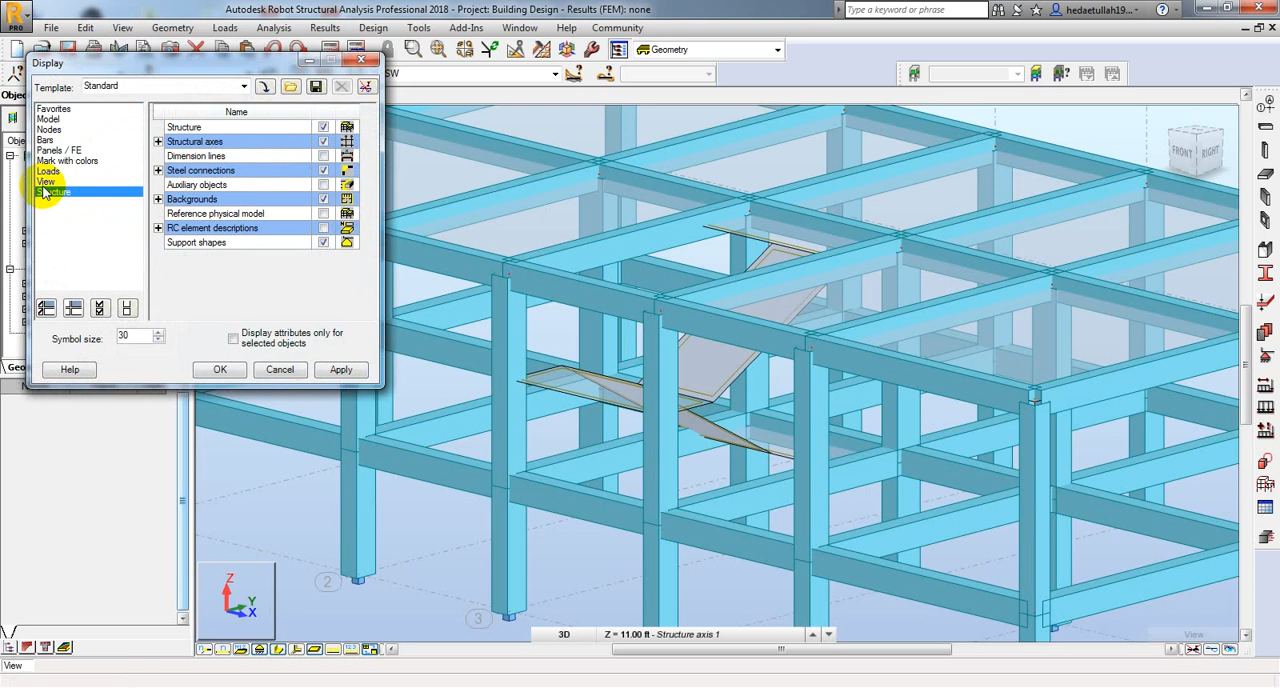 Autodesk Robot Structural Analysis Professional 2018 - Project: Building Design - Results (FEM): none
Type a keyword or phrase
hedaetullah19...
PRO
File Edit View Geometry Loads Analysis Results Design Tools Add-Ins Window Help Community
Geometry
Display
Template: Standard
Favorites
Model
Nodes
Bars
Panels / FE
Mark with colors
Loads
View
Structure
Name
Structure
Structural axes
Dimension lines
Steel connections
Auxiliary objects
Backgrounds
Reference physical model
RC element descriptions
Support shapes
Symbol size: 30
Display attributes only for
selected objects
Help OK Cancel Apply
FRONT RIGHT
2
3
Z
Y
X
3D Z = 11.00 ft - Structure axis 1
View
View